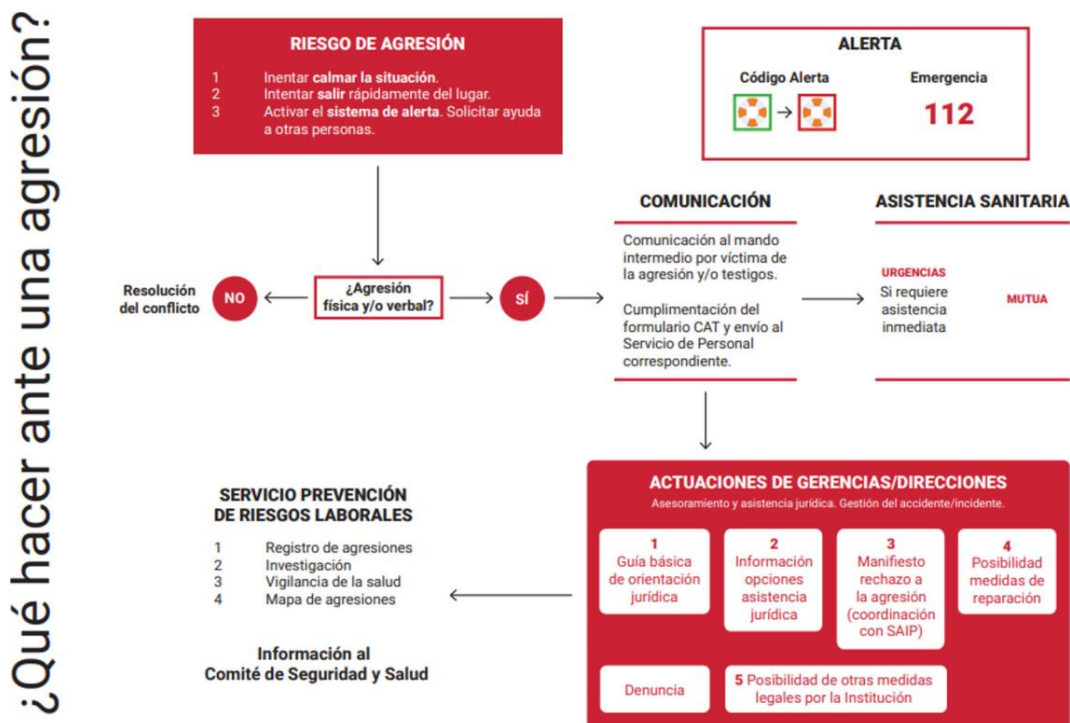 ¿Qué hacer ante una agresión?
RIESGO DE AGRESIÓN
1 Inentar calmar la situación.
2 Intentar salir rápidamente del lugar.
3 Activar el sistema de alerta. Solicitar ayuda
a otras personas.
ALERTA
Código Alerta
Emergencia
112
Resolución
del conflicto
NO
¿Agresión
física y/o verbal?
SÍ
COMUNICACIÓN
Comunicación al mando
intermedio por víctima de
la agresión y/o testigos.
Cumplimentación del
formulario CAT y envío al
Servicio de Personal
correspondiente.
ASISTENCIA SANITARIA
URGENCIAS
Si requiere
asistencia
inmediata
MUTUA
ACTUACIONES DE GERENCIAS/DIRECCIONES
Asesoramiento y asistencia jurídica. Gestión del accidente/incidente.
1
Guía básica
de orientación
jurídica
2
Información
opciones
asistencia
jurídica
3
Manifiesto
rechazo a
la agresión
(coordinación
con SAIP)
4
Posibilidad
medidas de
reparación
Denuncia
5 Posibilidad de otras medidas
legales por la Institución
SERVICIO PREVENCIÓN
DE RIESGOS LABORALES
1 Registro de agresiones
2 Investigación
3 Vigilancia de la salud
4 Mapa de agresiones
Información al
Comité de Seguridad y Salud